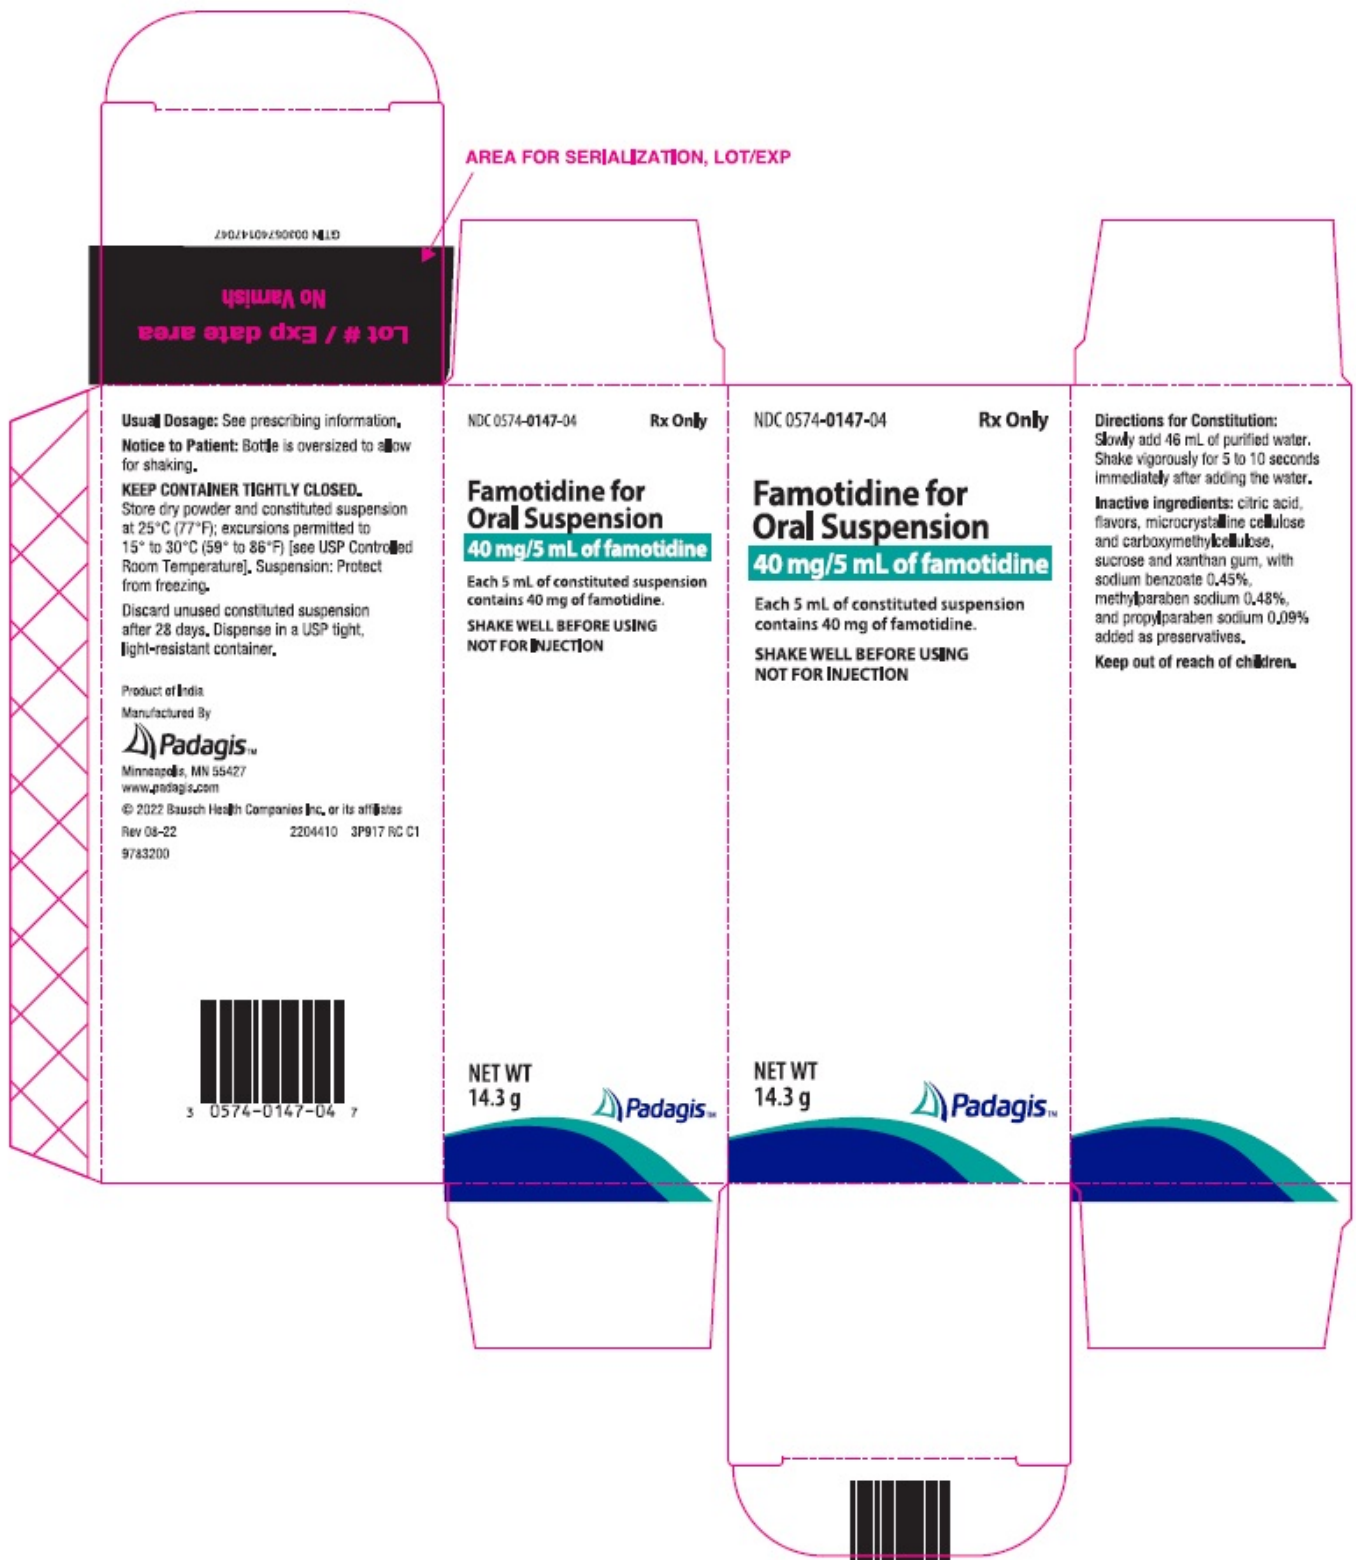 AREA FOR SERIALIZATION, LOT/EXP
GTIN 00305740147047
No Varnish
Lot # / Exp date area
Usual Dosage: See prescribing information.
Notice to Patient: Bottle is oversized to allow
for shaking.
KEEP CONTAINER TIGHTLY CLOSED.
Store dry powder and constituted suspension
at 25°C (77°F); excursions permitted to
15° to 30°C (59° to 86°F) [see USP Controlled
Room Temperature]. Suspension: Protect
from freezing.
Discard unused constituted suspension
after 28 days. Dispense in a USP tight,
light-resistant container.
Product of India
Manufactured By
Padagis™
Minneapolis, MN 55427
www.padagis.com
© 2022 Bausch Health Companies Inc. or its affiliates
Rev 08-22 2204410 3P917 RC C1
9783200
3 0574-0147-04 7
NDC 0574-0147-04 Rx Only
Famotidine for
Oral Suspension
40 mg/5 mL of famotidine
Each 5 mL of constituted suspension
contains 40 mg of famotidine.
SHAKE WELL BEFORE USING
NOT FOR INJECTION
NET WT
14.3 g
Padagis™
NDC 0574-0147-04 Rx Only
Famotidine for
Oral Suspension
40 mg/5 mL of famotidine
Each 5 mL of constituted suspension
contains 40 mg of famotidine.
SHAKE WELL BEFORE USING
NOT FOR INJECTION
NET WT
14.3 g
Padagis™
Directions for Constitution:
Slowly add 46 mL of purified water.
Shake vigorously for 5 to 10 seconds
immediately after adding the water.
Inactive ingredients: citric acid,
flavors, microcrystalline cellulose
and carboxymethylcellulose,
sucrose and xanthan gum, with
sodium benzoate 0.45%,
methylparaben sodium 0.48%,
and propylparaben sodium 0.09%
added as preservatives.
Keep out of reach of children.